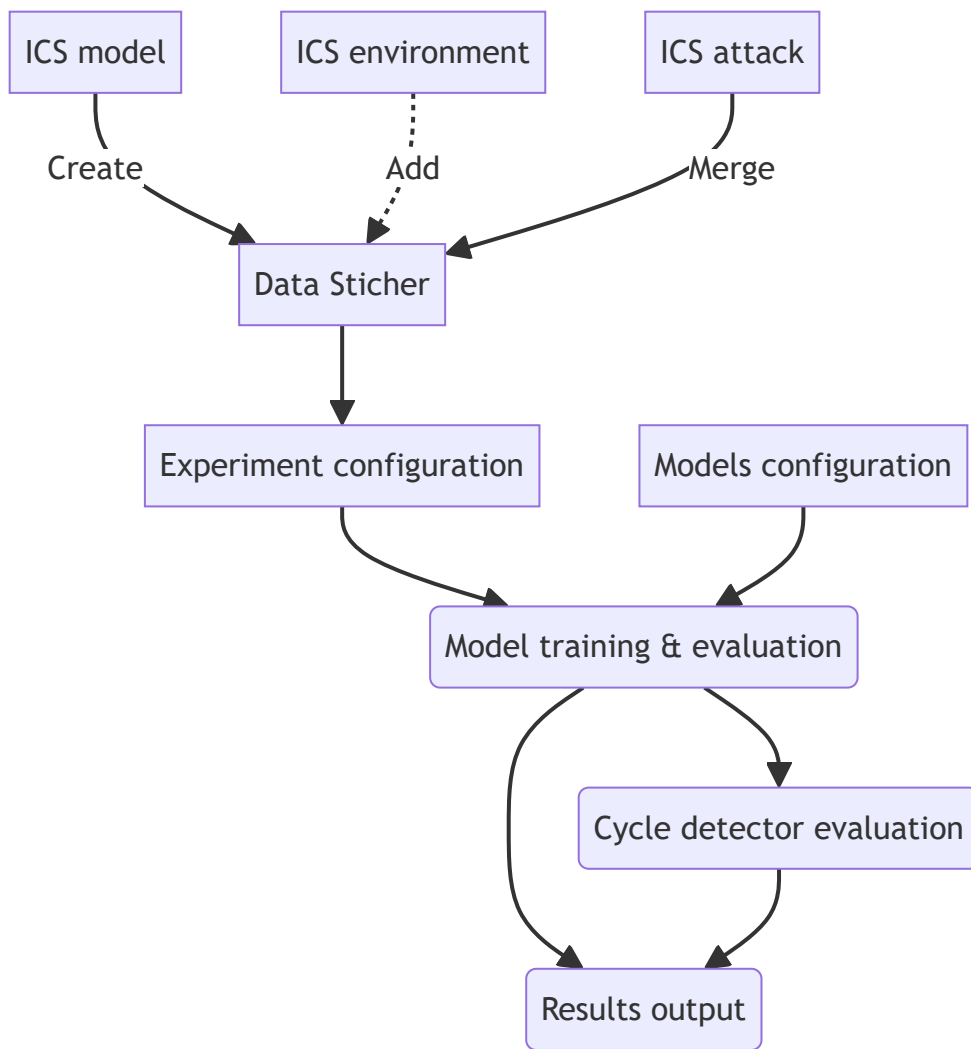 ICS model
ICS environment
ICS attack
Create
Add
Merge
Data Sticher
Experiment configuration
Models configuration
Model training & evaluation
Cycle detector evaluation
Results output